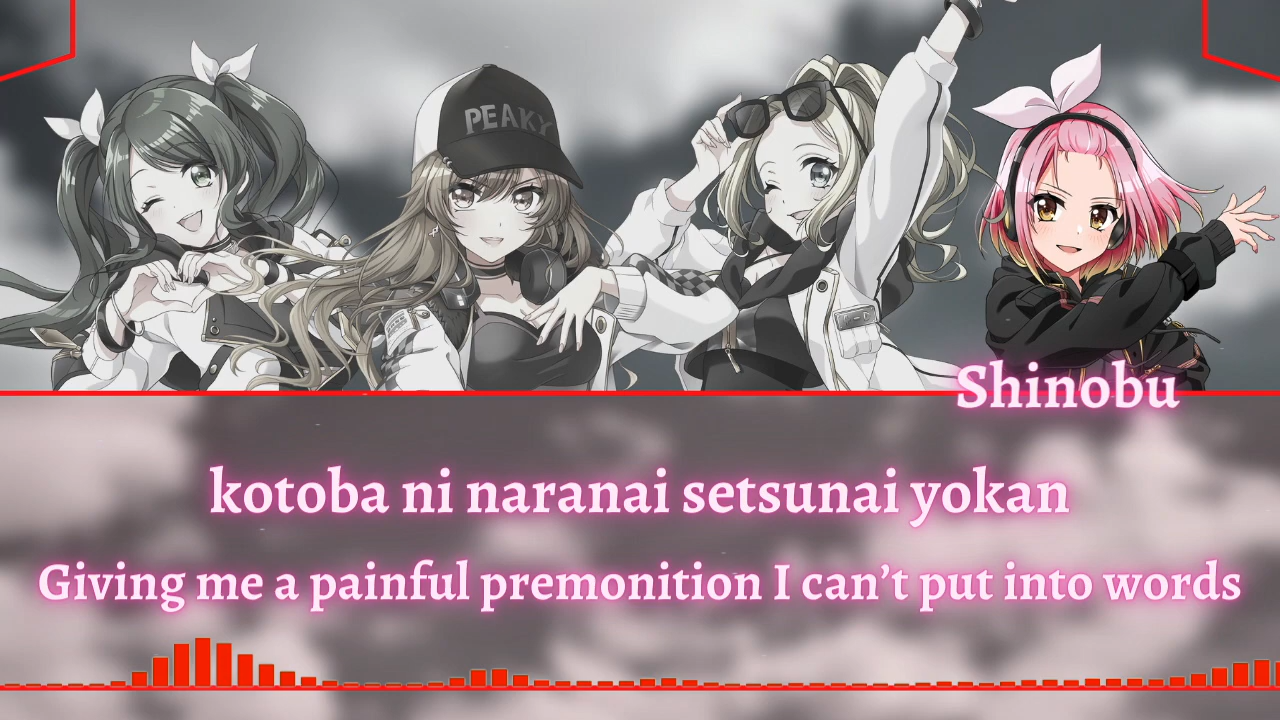 PEAKY
Shinobu
kotoba ni naranai setsunai yokan
Giving me a painful premonition I can’t put into words